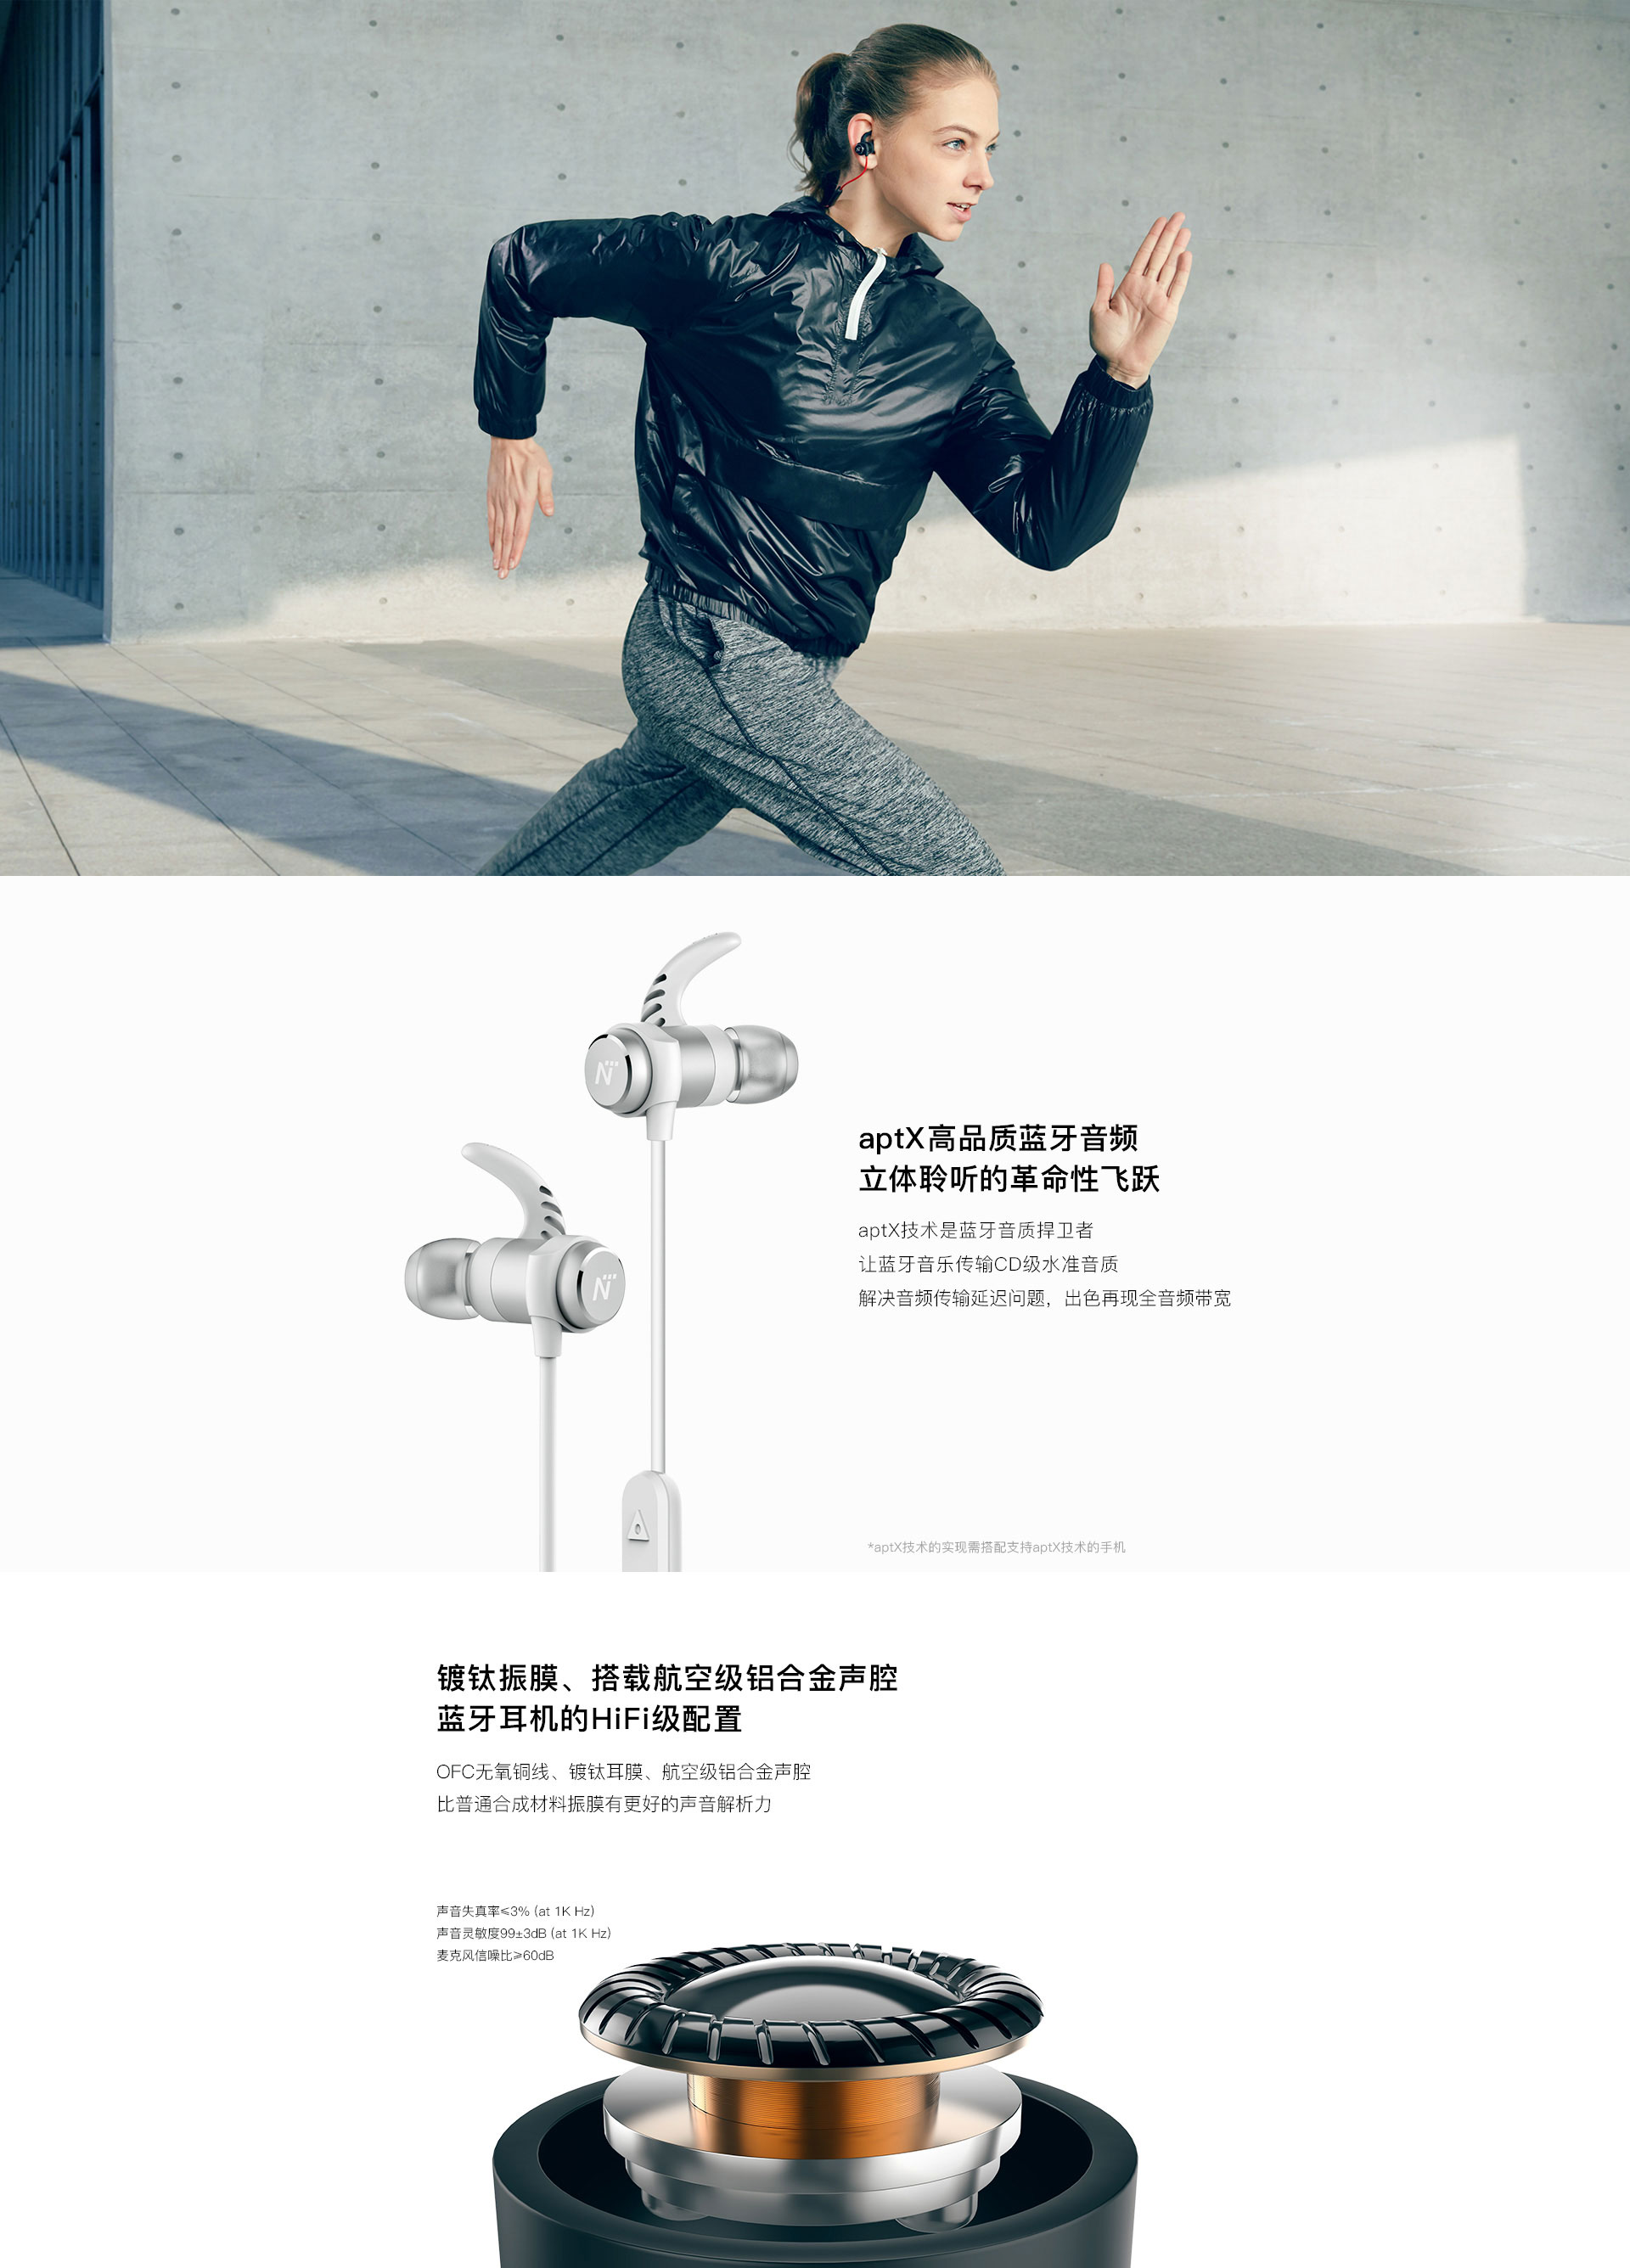 N
N
aptX高品质蓝牙音频
立体聆听的革命性飞跃
aptX技术是蓝牙音质捍卫者
让蓝牙音乐传输CD级水准音质
解决音频传输延迟问题，出色再现全音频带宽
*aptX技术的实现需搭配支持aptX技术的手机
镀钛振膜、搭载航空级铝合金声腔
蓝牙耳机的HiFi级配置
OFC无氧铜线、镀钛耳膜、航空级铝合金声腔
比普通合成材料振膜有更好的声音解析力
声音失真率≤3% (at 1K Hz)
声音灵敏度99±3dB (at 1K Hz)
麦克风信噪比≥60dB